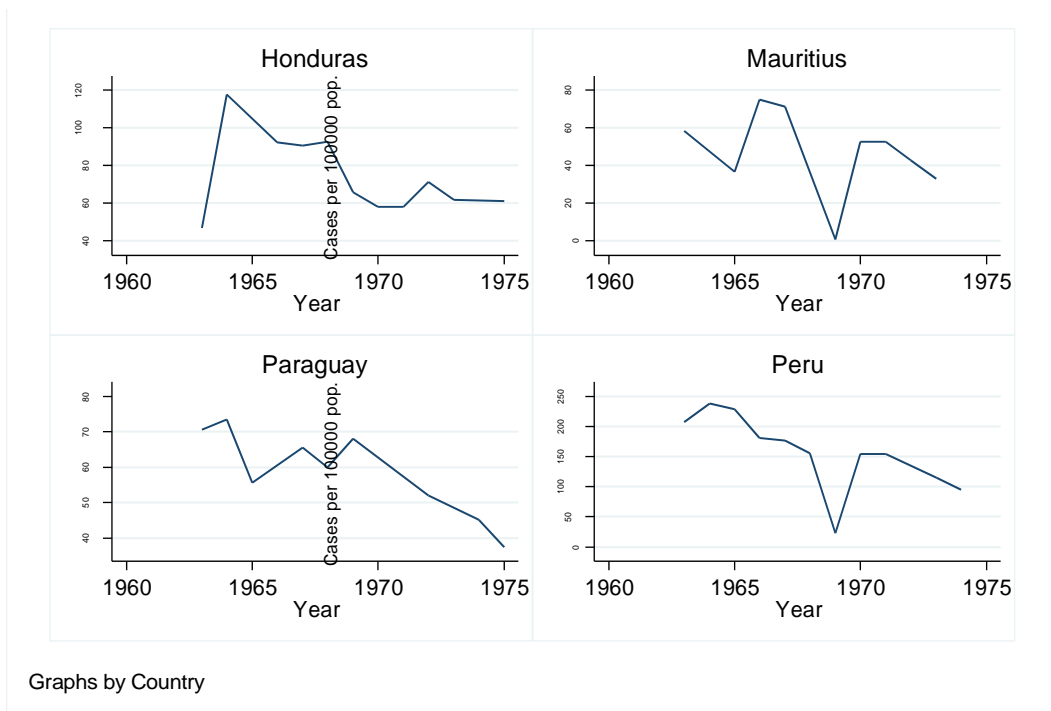 Honduras
Cases per 100000 pop.
120
100
80
60
40
1960 1965 1970 1975
Year
Mauritius
80
60
40
20
0
1960 1965 1970 1975
Year
Paraguay
Cases per 100000 pop.
80
70
60
50
40
1960 1965 1970 1975
Year
Peru
250
200
150
100
50
0
1960 1965 1970 1975
Year
Graphs by Country